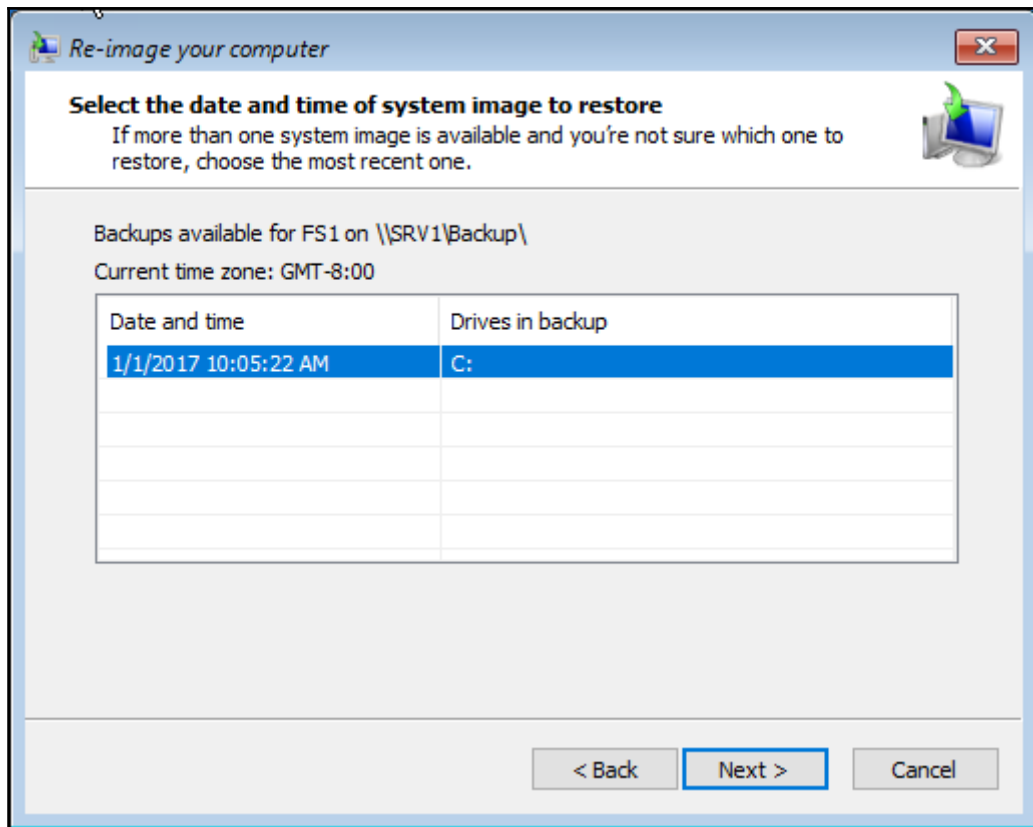 Re-image your computer
Select the date and time of system image to restore
If more than one system image is available and you're not sure which one to
restore, choose the most recent one.
Backups available for FS1 on \\SRV1\Backup\
Current time zone: GMT-8:00
Date and time Drives in backup
1/1/2017 10:05:22 AM C:
< Back Next > Cancel